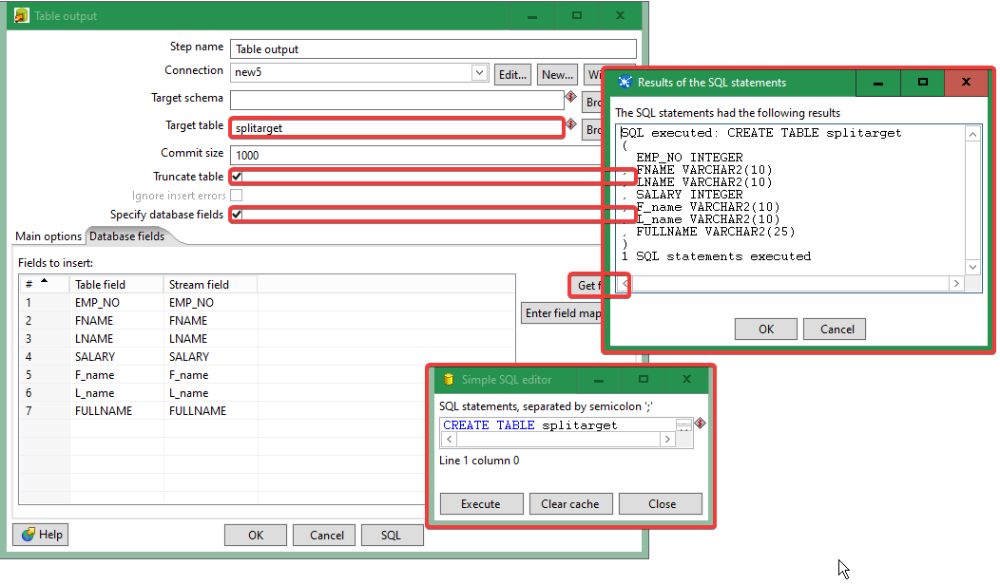 Table output
Step name Table output
Connection new5 Edit... New... Wi
Target schema Bro
Target table splitarget Bro
Commit size 1000
Truncate table
Ignore insert errors
Specify database fields
Main options Database fields
Fields to insert:
# Table field Stream field
1 EMP_NO EMP_NO
2 FNAME FNAME
3 LNAME LNAME
4 SALARY SALARY
5 F_name F_name
6 L_name L_name
7 FULLNAME FULLNAME
Get f
Enter field map
Help OK Cancel SQL
Results of the SQL statements
The SQL statements had the following results
SQL executed: CREATE TABLE splitarget
(
EMP_NO INTEGER
, FNAME VARCHAR2(10)
, LNAME VARCHAR2(10)
, SALARY INTEGER
, F_name VARCHAR2(10)
, L_name VARCHAR2(10)
, FULLNAME VARCHAR2(25)
)
1 SQL statements executed
OK Cancel
Simple SQL editor
SQL statements, separated by semicolon ';'
CREATE TABLE splitarget
Line 1 column 0
Execute Clear cache Close